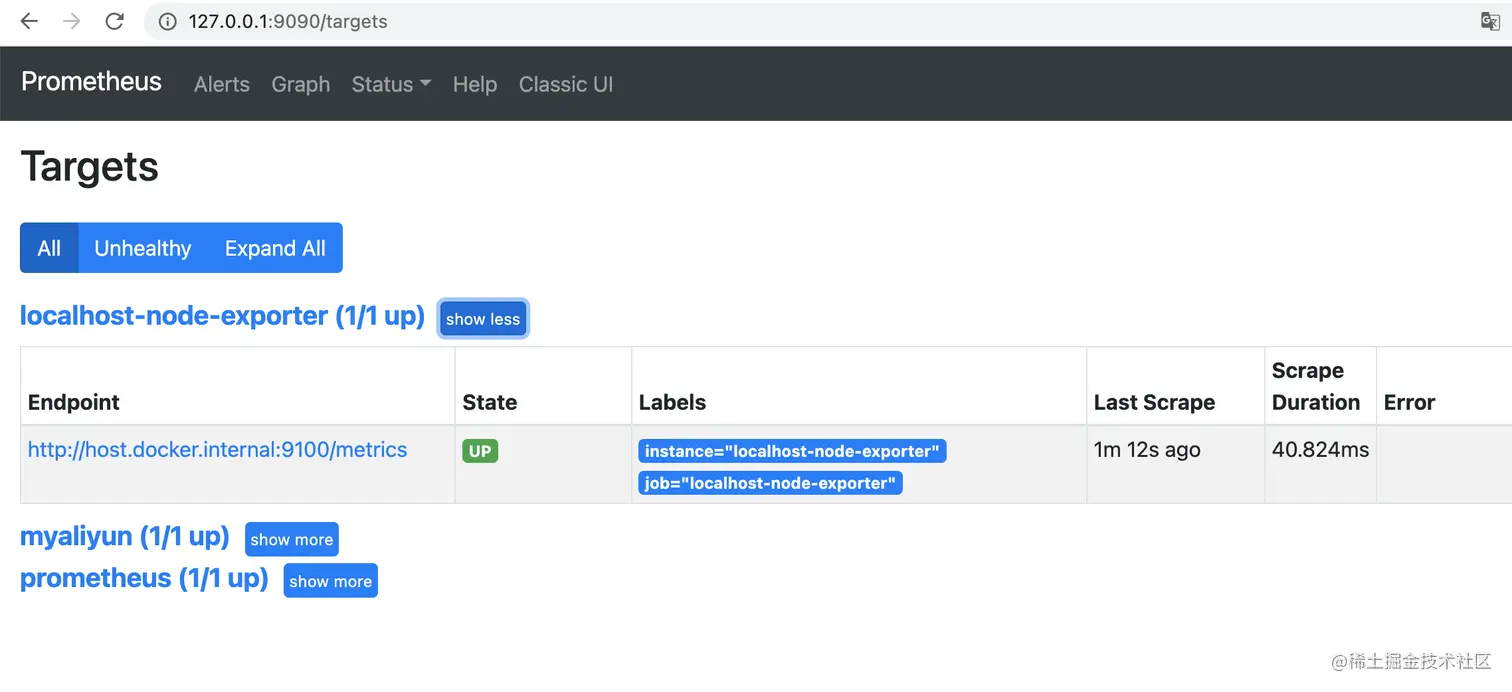 127.0.0.1:9090/targets
Prometheus Alerts Graph Status Help Classic UI
Targets
All Unhealthy Expand All
localhost-node-exporter (1/1 up) show less
Endpoint State Labels Last Scrape Scrape Duration Error
http://host.docker.internal:9100/metrics UP instance="localhost-node-exporter" 1m 12s ago 40.824ms
job="localhost-node-exporter"
myaliyun (1/1 up) show more
prometheus (1/1 up) show more
@稀土掘金技术社区